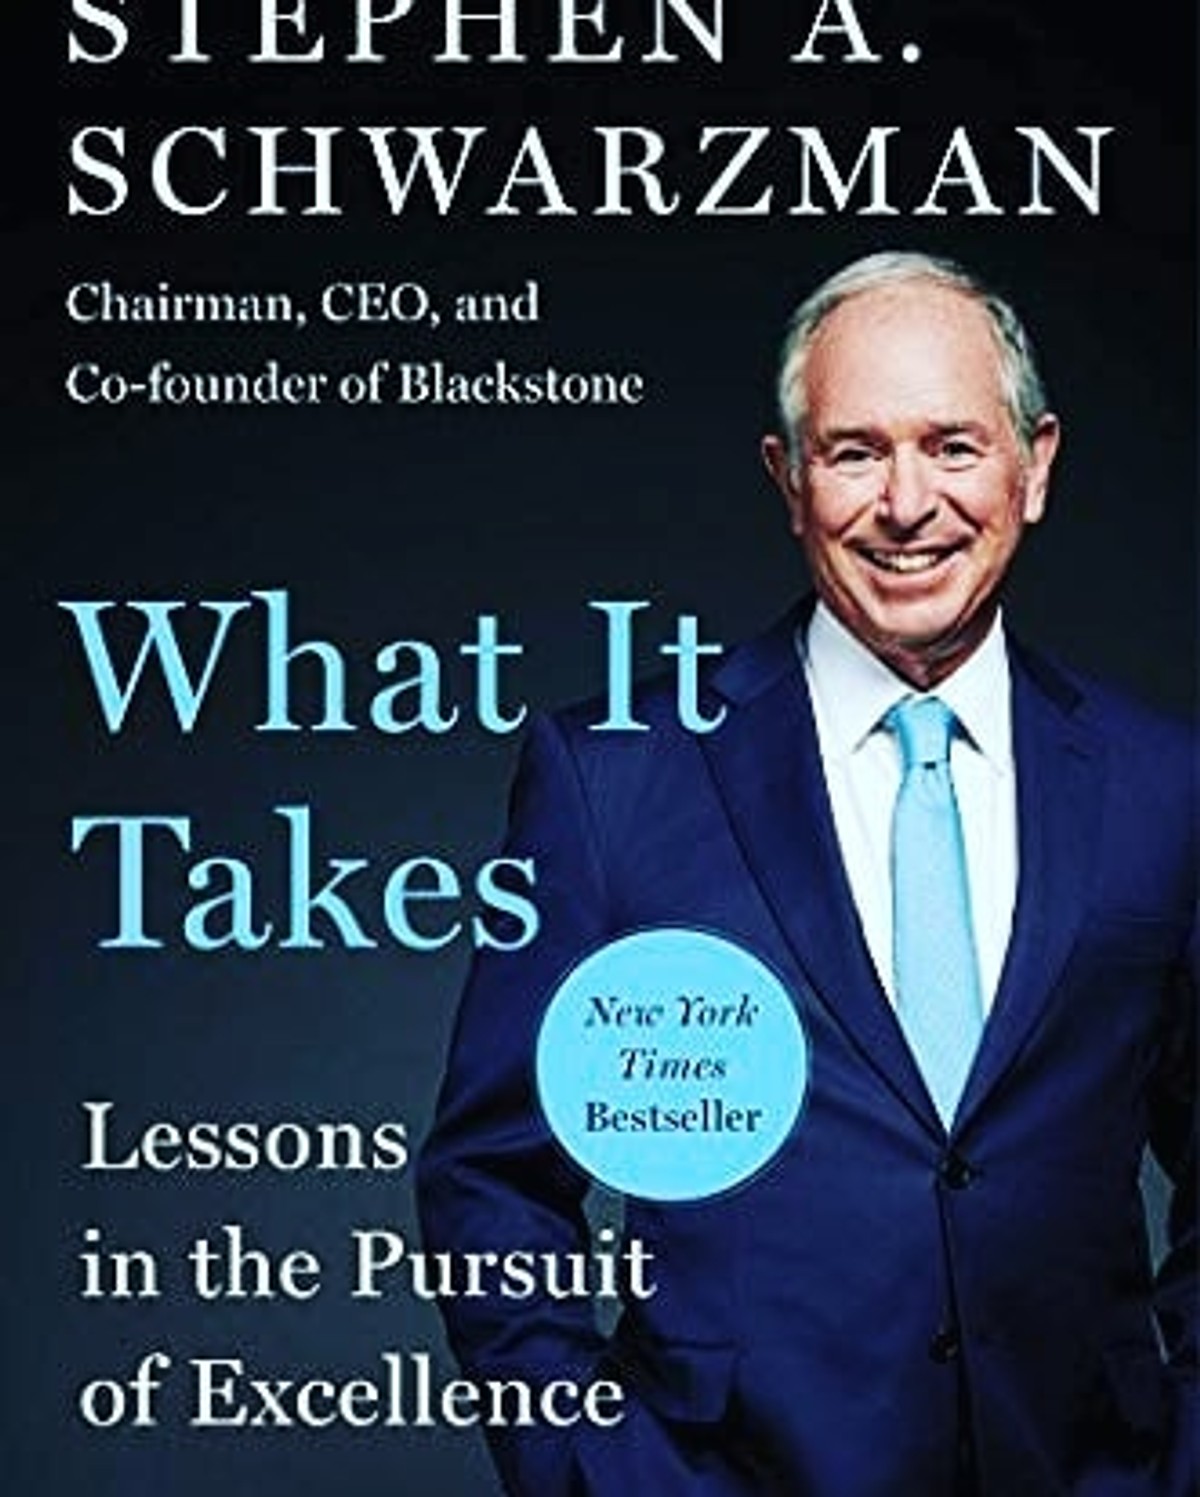 STEPHEN A.
SCHWARZMAN
Chairman, CEO, and
Co-founder of Blackstone
What It
Takes
New York
Times
Bestseller
Lessons
in the Pursuit
of Excellence